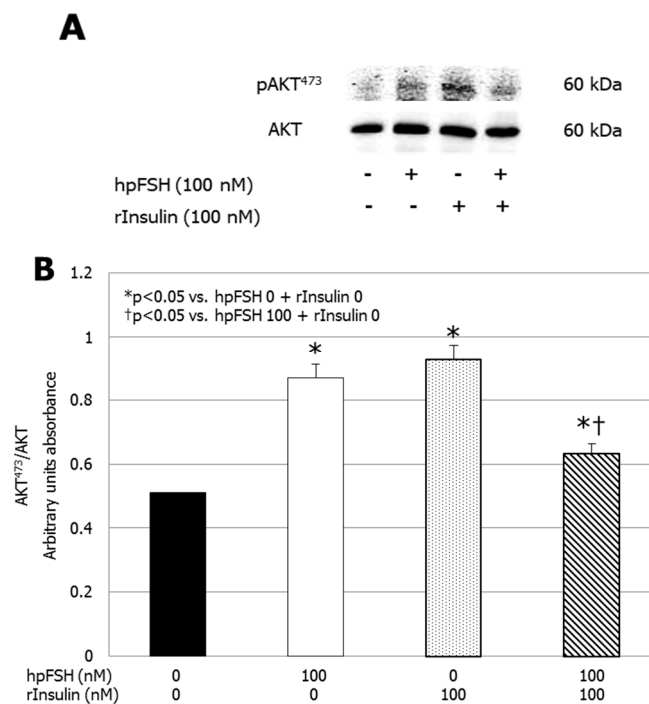 A
pAKT⁴⁷³ 60 kDa
AKT 60 kDa
hpFSH (100 nM) - + - +
rInsulin (100 nM) - - + +
B
1.2
*p<0.05 vs. hpFSH 0 + rInsulin 0
†p<0.05 vs. hpFSH 100 + rInsulin 0
1
*
*
0.8
*†
0.6
0.4
0.2
0
AKT⁴⁷³/AKT
Arbitrary units absorbance
hpFSH (nM) 0 100 0 100
rInsulin (nM) 0 0 100 100